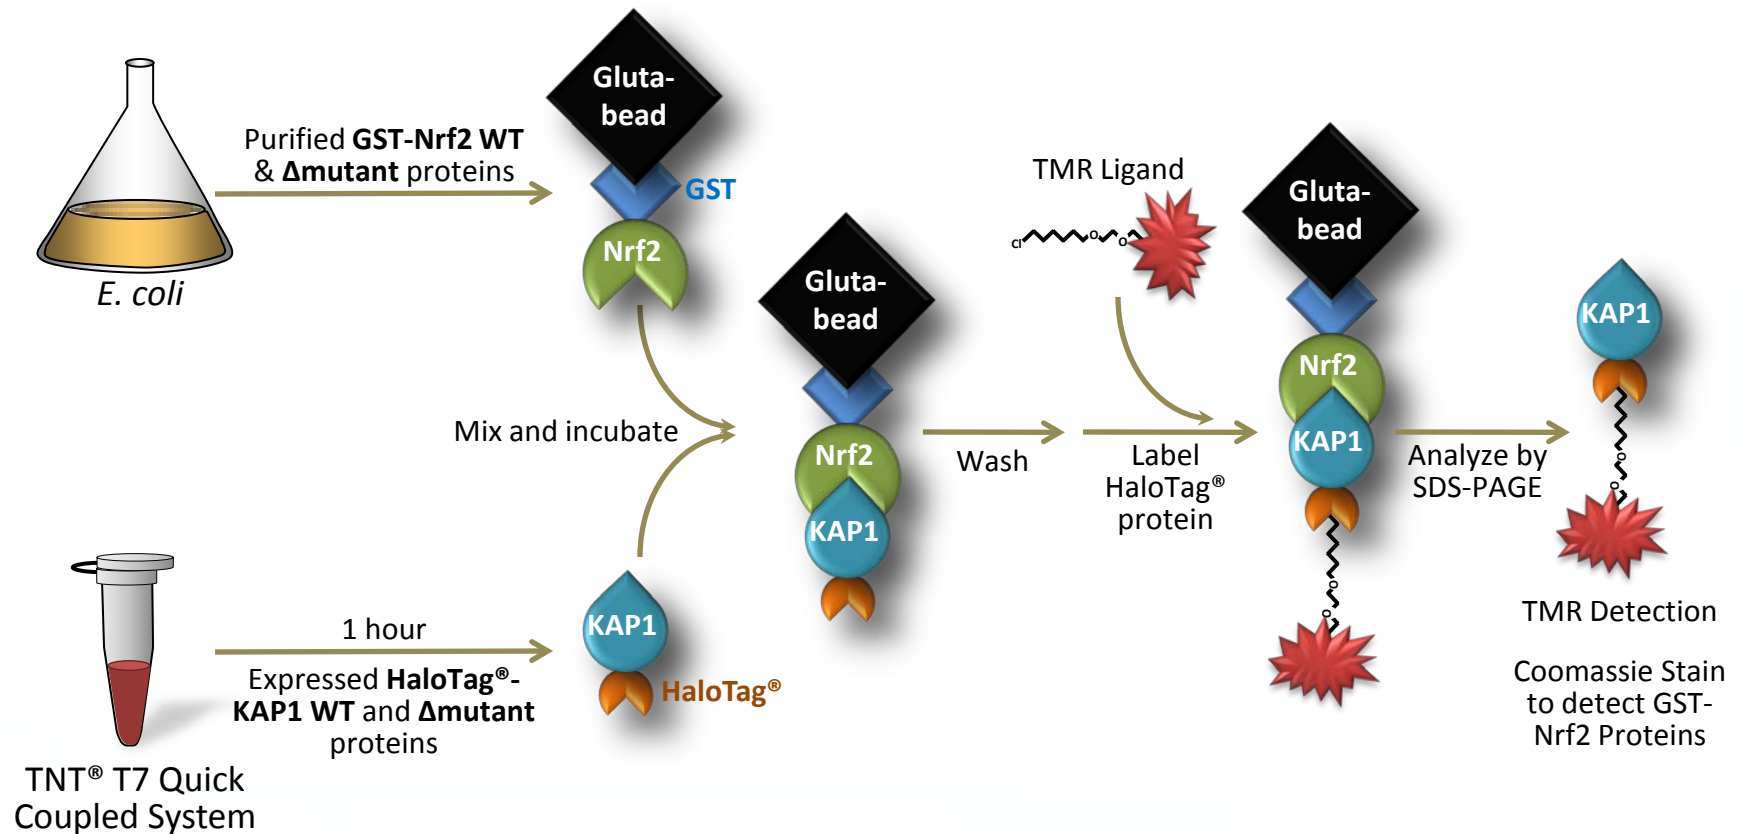 Purified GST-Nrf2 WT
& Δmutant proteins
E. coli
Gluta-
bead
GST
Nrf2
Mix and incubate
1 hour
Expressed HaloTag®-
KAP1 WT and Δmutant
proteins
TNT® T7 Quick
Coupled System
KAP1
HaloTag®
Gluta-
bead
Nrf2
KAP1
Wash
TMR Ligand
Cl
O
O
Label
HaloTag®
protein
Gluta-
bead
Nrf2
KAP1
O
O
Analyze by
SDS-PAGE
KAP1
O
O
TMR Detection
Coomassie Stain
to detect GST-
Nrf2 Proteins